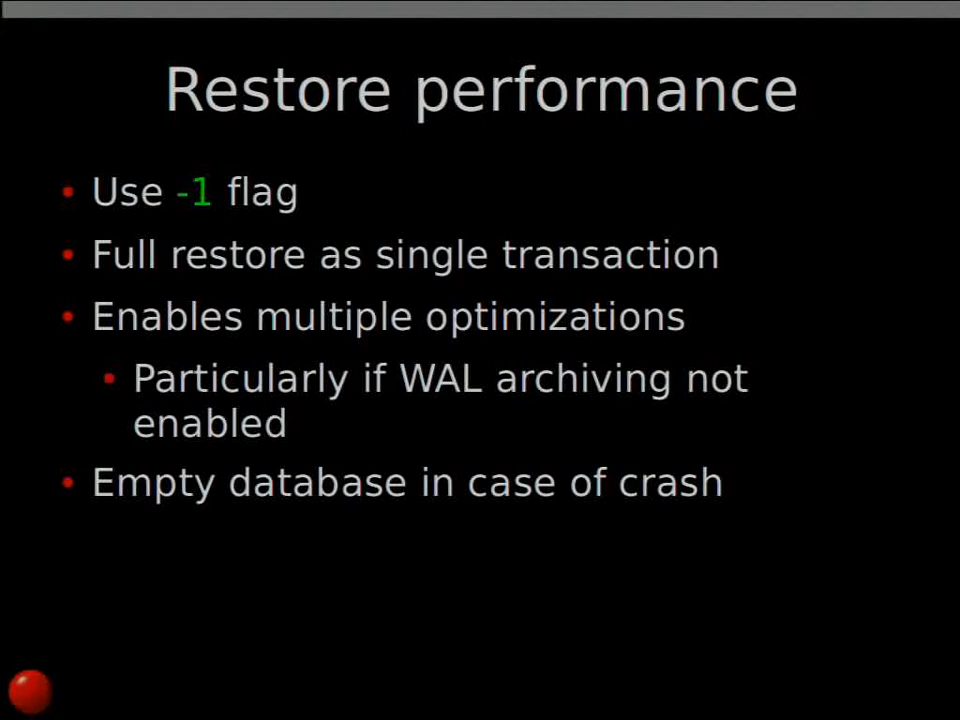 Restore performance
Use -1 flag
Full restore as single transaction
Enables multiple optimizations
Particularly if WAL archiving not
enabled
Empty database in case of crash